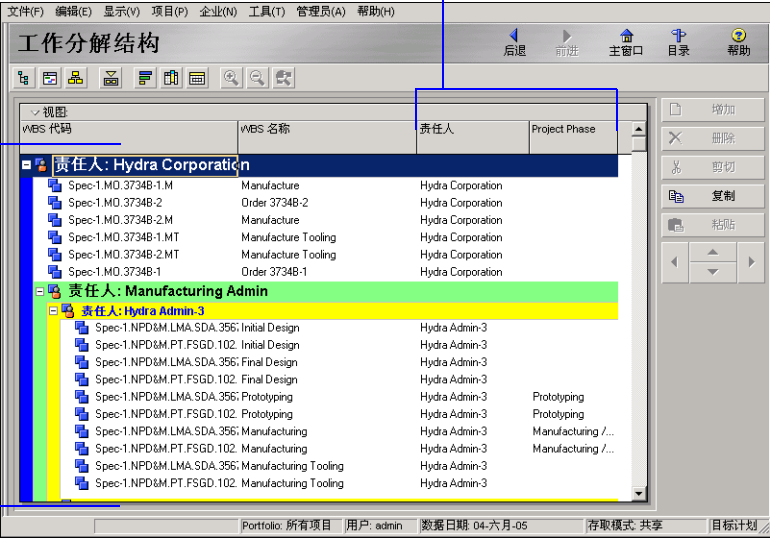 文件(F) 编辑(E) 显示(V) 项目(P) 企业(N) 工具(T) 管理员(A) 帮助(H)
工作分解结构
后退 前进 主窗口 目录 帮助
视图:
WBS 代码 WBS 名称 责任人 Project Phase
责任人: Hydra Corporation
Spec-1.MO.3734B-1.M Manufacture Hydra Corporation
Spec-1.MO.3734B-2 Order 3734B-2 Hydra Corporation
Spec-1.MO.3734B-2.M Manufacture Hydra Corporation
Spec-1.MO.3734B-1.MT Manufacture Tooling Hydra Corporation
Spec-1.MO.3734B-2.MT Manufacture Tooling Hydra Corporation
Spec-1.MO.3734B-1 Order 3734B-1 Hydra Corporation
责任人: Manufacturing Admin
责任人: Hydra Admin-3
Spec-1.NPD&M.LMA.SDA.356 Initial Design Hydra Admin-3
Spec-1.NPD&M.PT.FSGD.102. Initial Design Hydra Admin-3
Spec-1.NPD&M.LMA.SDA.356 Final Design Hydra Admin-3
Spec-1.NPD&M.PT.FSGD.102. Final Design Hydra Admin-3
Spec-1.NPD&M.LMA.SDA.356 Prototyping Hydra Admin-3 Prototyping
Spec-1.NPD&M.PT.FSGD.102. Prototyping Hydra Admin-3 Prototyping
Spec-1.NPD&M.LMA.SDA.356 Manufacturing Hydra Admin-3 Manufacturing /...
Spec-1.NPD&M.PT.FSGD.102. Manufacturing Hydra Admin-3 Manufacturing /...
Spec-1.NPD&M.LMA.SDA.356 Manufacturing Tooling Hydra Admin-3
Spec-1.NPD&M.PT.FSGD.102. Manufacturing Tooling Hydra Admin-3
增加
删除
剪切
复制
粘贴
Portfolio: 所有项目 用户: admin 数据日期: 04-六月-05 存取模式: 共享 目标计划